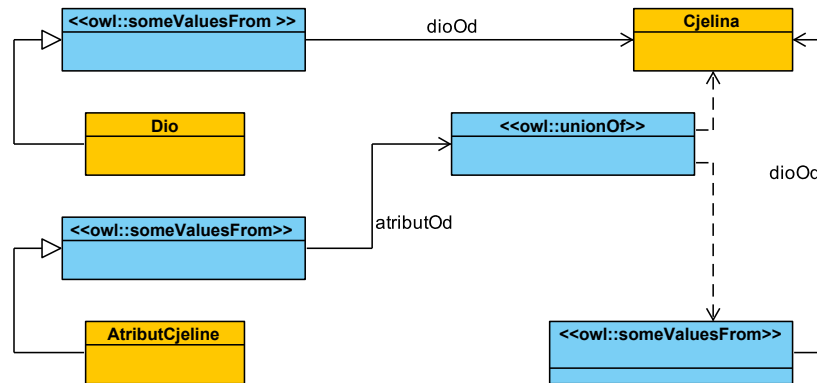 <<owl::someValuesFrom >>
dioOd
Cjelina
Dio
<<owl::unionOf>>
dioOd
<<owl::someValuesFrom>>
atributOd
AtributCjeline
<<owl::someValuesFrom>>